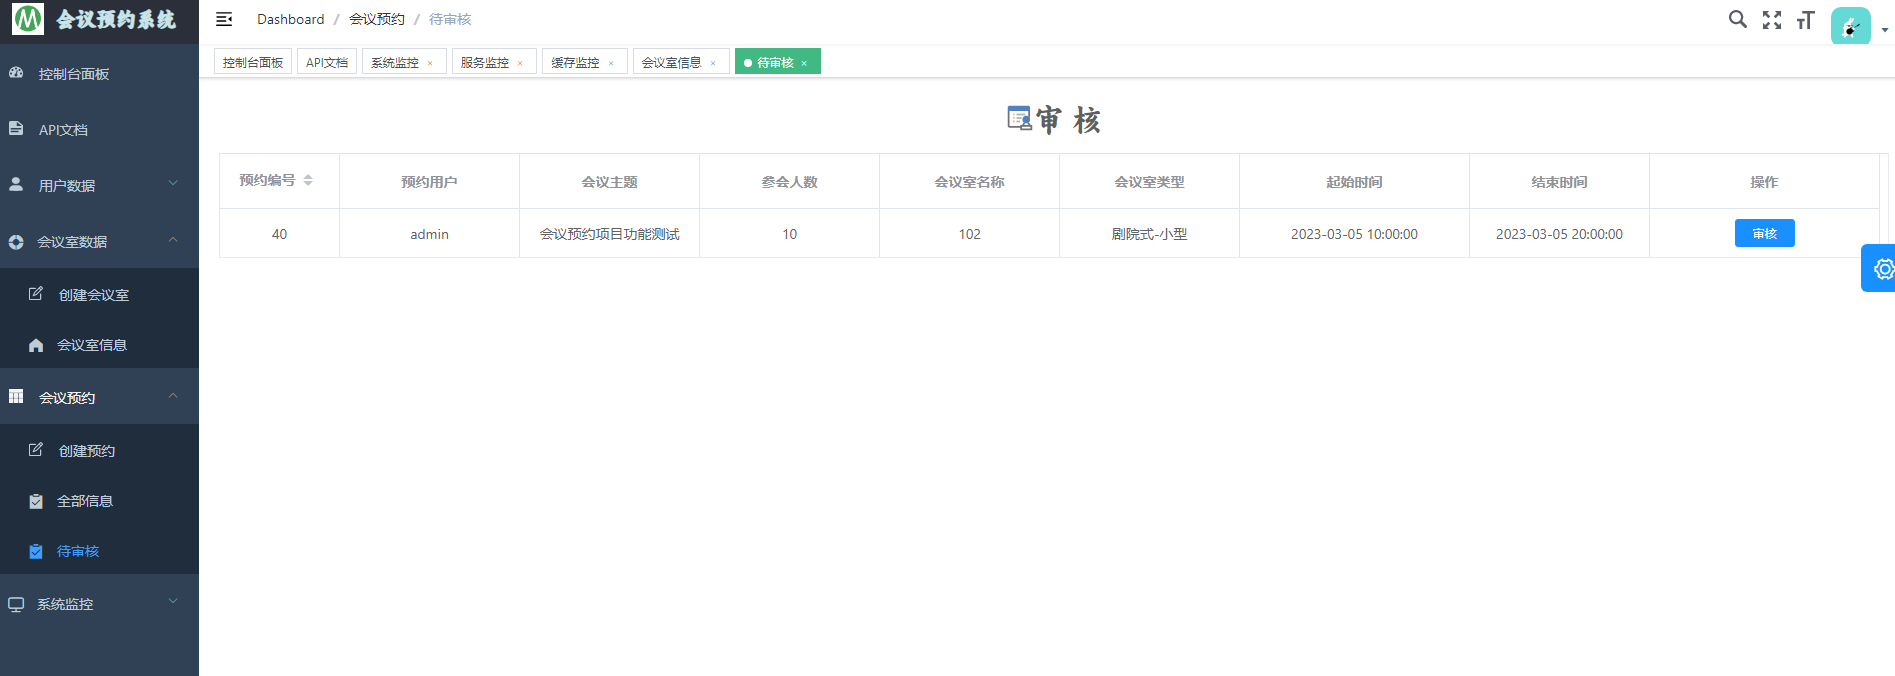 会议预约系统
Dashboard / 会议预约 / 待审核
控制台面板 API文档 系统监控 × 服务监控 × 缓存监控 × 会议室信息 × 待审核 ×
控制台面板
API文档
用户数据
会议室数据
创建会议室
会议室信息
会议预约
创建预约
全部信息
待审核
系统监控
审 核
预约编号 预约用户 会议主题 参会人数 会议室名称 会议室类型 起始时间 结束时间 操作
40 admin 会议预约项目功能测试 10 102 剧院式-小型 2023-03-05 10:00:00 2023-03-05 20:00:00 审核